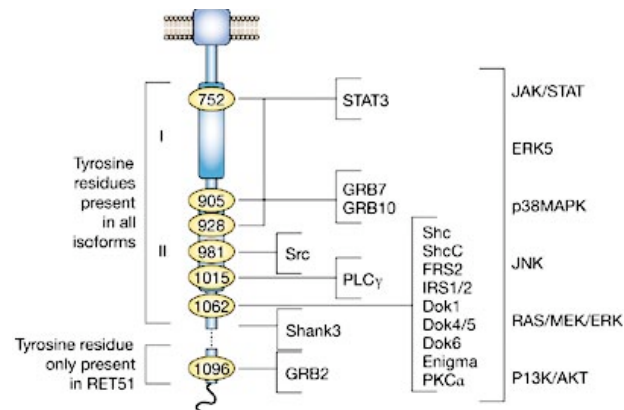 752
905
928
981
1015
1062
1096
I
II
Tyrosine
residues
present
in all
isoforms
Tyrosine residue
only present
in RET51
STAT3
GRB7
GRB10
Src
PLCγ
Shank3
GRB2
Shc
ShcC
FRS2
IRS1/2
Dok1
Dok4/5
Dok6
Enigma
PKCα
JAK/STAT
ERK5
p38MAPK
JNK
RAS/MEK/ERK
P13K/AKT